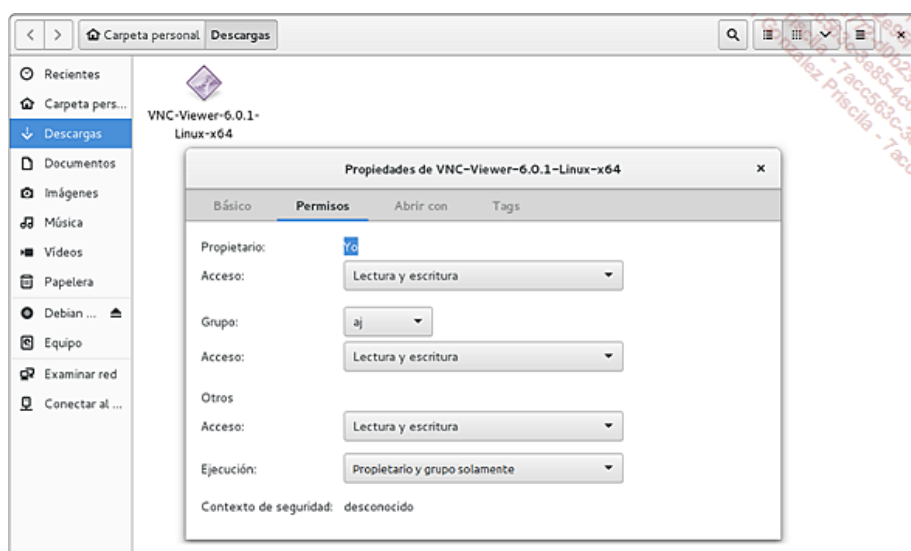 Carpeta personal Descargas
Recientes
Carpeta pers...
Descargas
Documentos
Imágenes
Música
Vídeos
Papelera
Debian ...
Equipo
Examinar red
Conectar al ...
VNC-Viewer-6.0.1-
Linux-x64
Propiedades de VNC-Viewer-6.0.1-Linux-x64
Básico Permisos Abrir con Tags
Propietario: Yo
Acceso: Lectura y escritura
Grupo: aj
Acceso: Lectura y escritura
Otros
Acceso: Lectura y escritura
Ejecución: Propietario y grupo solamente
Contexto de seguridad: desconocido